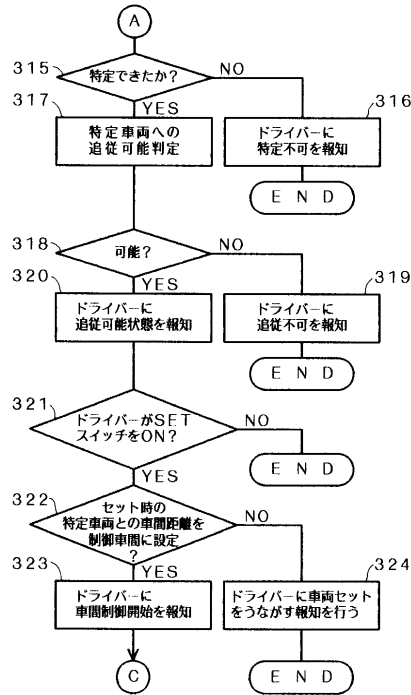 A
315
特定できたか?
NO
YES
317
特定車両への
追従可能判定
316
ドライバーに
特定不可を報知
END
318
可能?
NO
YES
320
ドライバーに
追従可能状態を報知
319
ドライバーに
追従不可を報知
END
321
ドライバーがSET
スイッチをON?
NO
END
YES
322
セット時の
特定車両との車間距離を
制御車間に設定
?
NO
YES
323
ドライバーに
車間制御開始を報知
324
ドライバーに車両セット
をうながす報知を行う
C
END